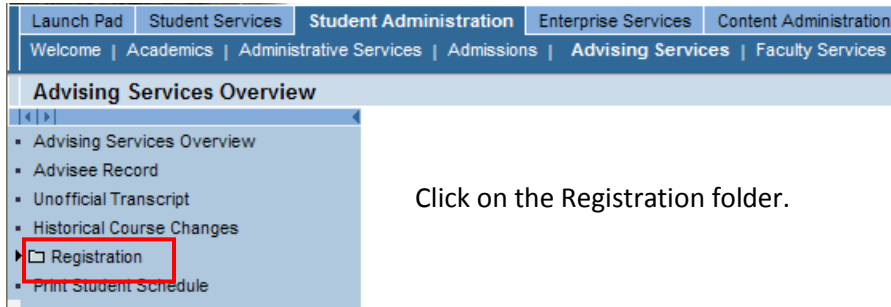 Launch Pad Student Services Student Administration Enterprise Services Content Administration
Welcome | Academics | Administrative Services | Admissions | Advising Services | Faculty Services
Advising Services Overview
Advising Services Overview
Advisee Record
Unofficial Transcript
Historical Course Changes
Registration
Print Student Schedule
Click on the Registration folder.